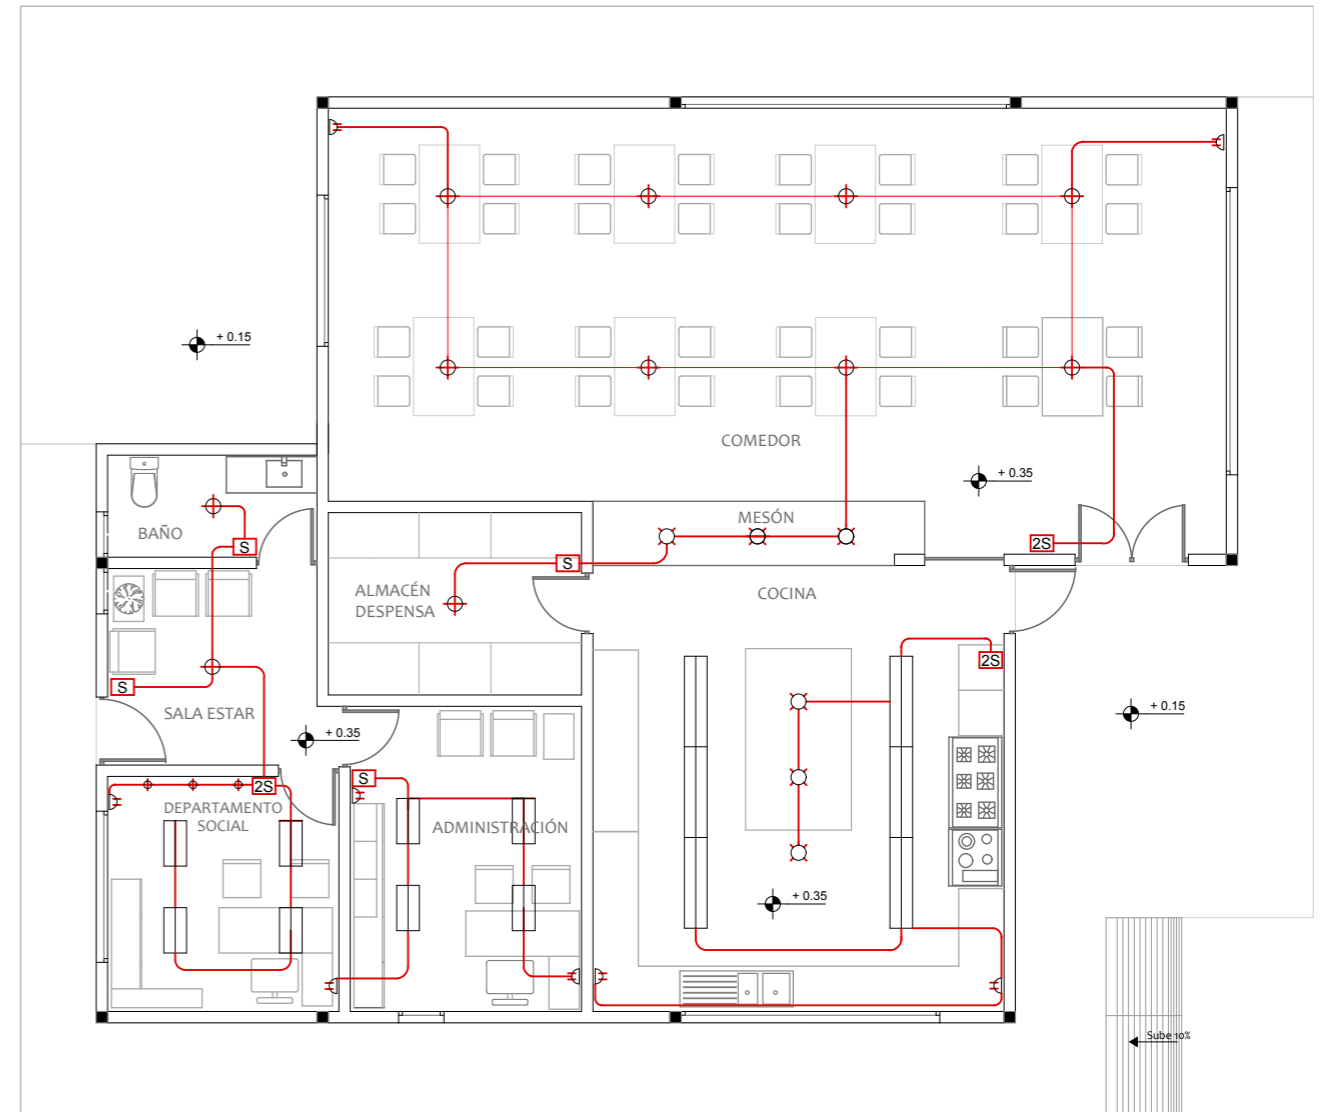 + 0.15
COMEDOR
+ 0.35
MESÓN
BAÑO
S
2S
S
ALMACÉN
DESPENSA
COCINA
2S
S
SALA ESTAR
+ 0.35
+ 0.15
S
2S
DEPARTAMENTO
SOCIAL
ADMINISTRACIÓN
+ 0.35
Sube 10%